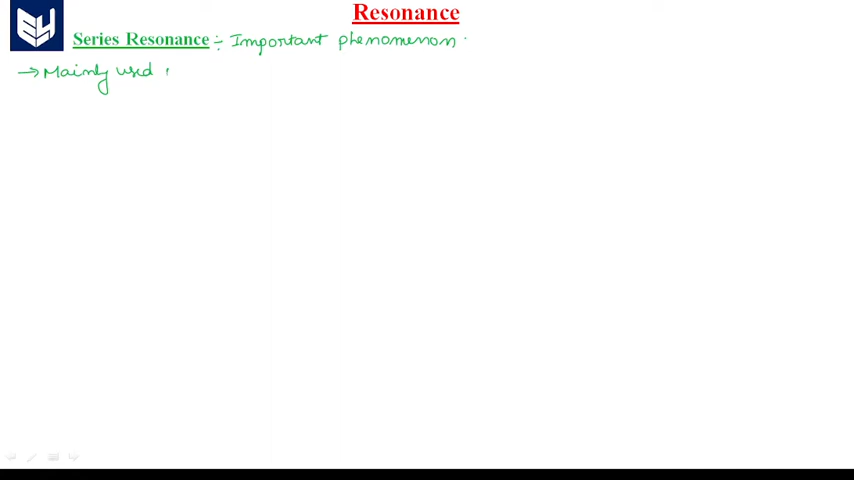 Resonance
Series Resonance :- Important phenomenon.
→ Mainly used